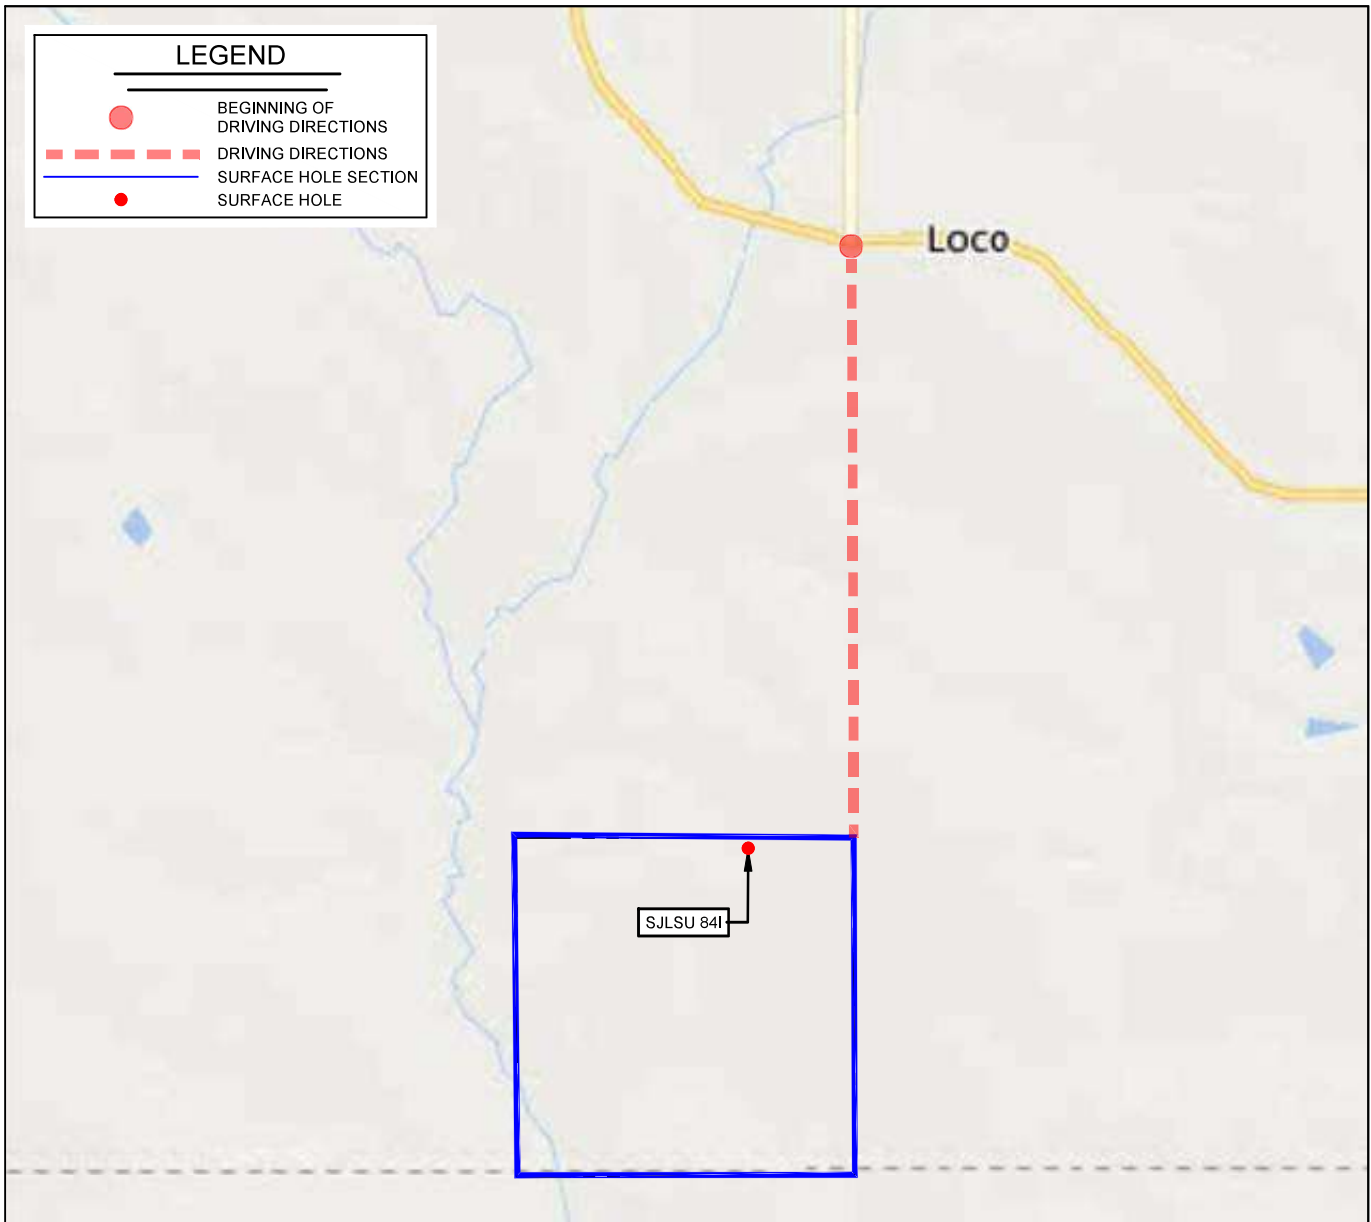 LEGEND
BEGINNING OF
DRIVING DIRECTIONS
DRIVING DIRECTIONS
SURFACE HOLE SECTION
SURFACE HOLE
Loco
SJLSU 84I